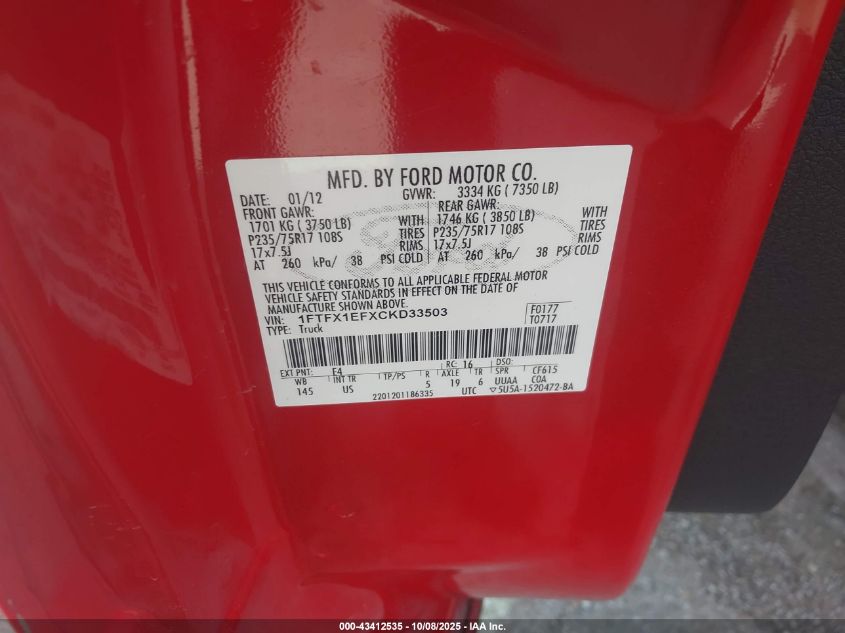 MFD. BY FORD MOTOR CO.
DATE: 01/12 GVWR: 3334 KG ( 7350 LB)
FRONT GAWR: REAR GAWR:
1701 KG ( 3750 LB) WITH 1746 KG ( 3850 LB) WITH
P235/75R17 108S TIRES P235/75R17 108S TIRES
17x7.5J RIMS 17x7.5J RIMS
AT 260 kPa/ 38 PSI COLD AT 260 kPa/ 38 PSI COLD
THIS VEHICLE CONFORMS TO ALL APPLICABLE FEDERAL MOTOR
VEHICLE SAFETY STANDARDS IN EFFECT ON THE DATE OF
MANUFACTURE SHOWN ABOVE.
VIN: 1FTFX1EFXCKD33503 F0177
TYPE: Truck T0717
EXT PNT: F4 RC: 16 DSO:
WB INT TR TP/PS R AXLE TR SPR CF615
145 US 5 19 6 UUAA COA
2201201186335 UTC ▽5U5A-1520472-BA
Ford
000-43412535 - 10/08/2025 - IAA Inc.